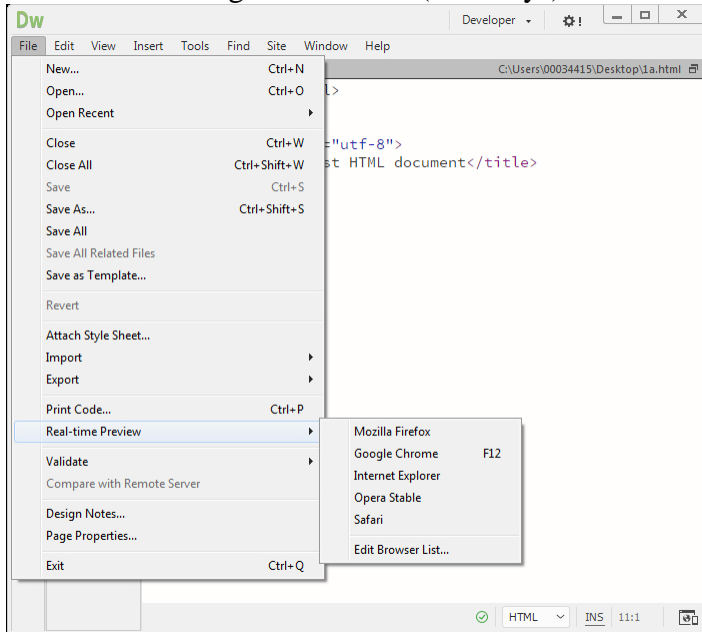 Dw
Developer
File Edit View Insert Tools Find Site Window Help
C:\Users\00034415\Desktop\1a.html
New... Ctrl+N
Open... Ctrl+O
Open Recent
Close Ctrl+W
="utf-8">
Close All Ctrl+Shift+W
st HTML document</title>
Save Ctrl+S
Save As... Ctrl+Shift+S
Save All
Save All Related Files
Save as Template...
Revert
Attach Style Sheet...
Import
Export
Print Code... Ctrl+P
Real-time Preview
Mozilla Firefox
Google Chrome F12
Internet Explorer
Opera Stable
Safari
Edit Browser List...
Validate
Compare with Remote Server
Design Notes...
Page Properties...
Exit Ctrl+Q
HTML INS 11:1